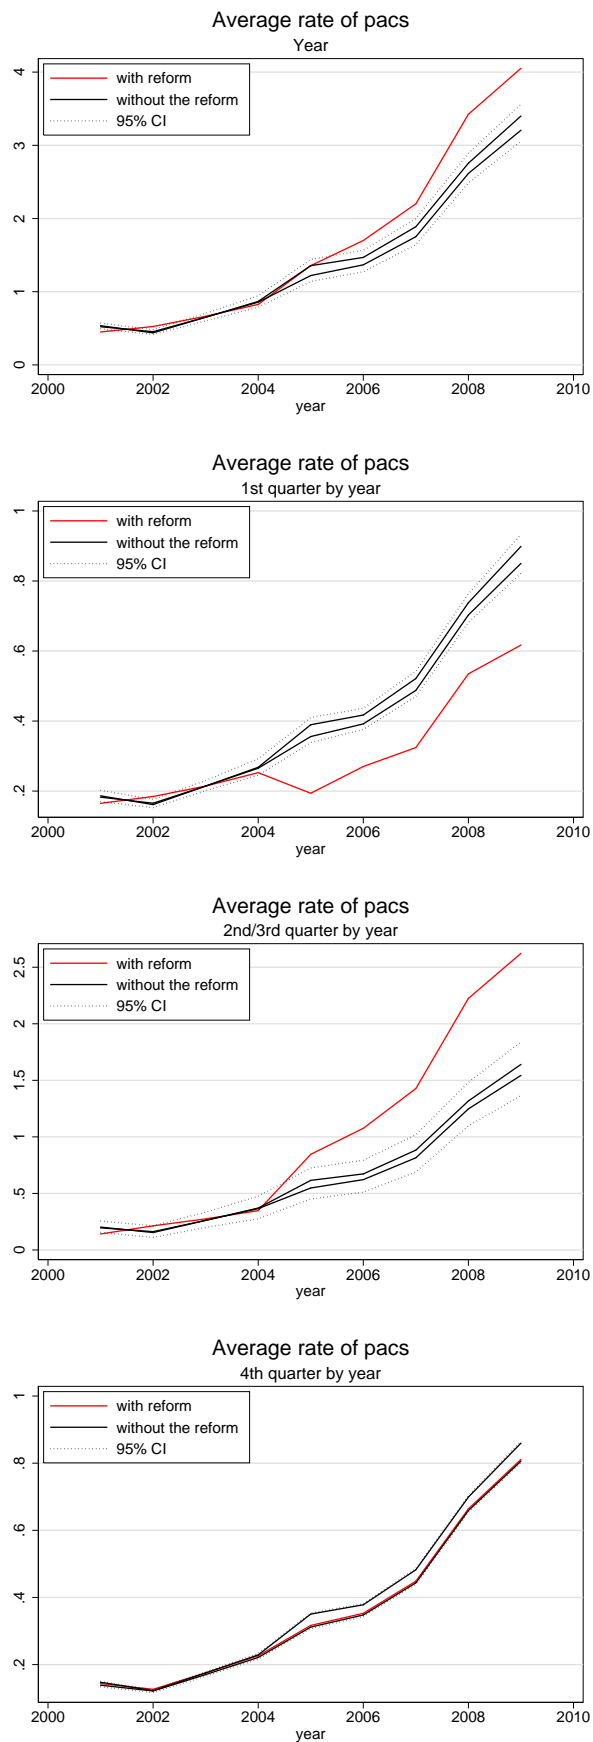 Average rate of pacs
Year
with reform
without the reform
95% CI
4
3
2
1
0
2000 2002 2004 2006 2008 2010
year
Average rate of pacs
1st quarter by year
with reform
without the reform
95% CI
1
.8
.6
.4
.2
2000 2002 2004 2006 2008 2010
year
Average rate of pacs
2nd/3rd quarter by year
with reform
without the reform
95% CI
2.5
2
1.5
1
.5
0
2000 2002 2004 2006 2008 2010
year
Average rate of pacs
4th quarter by year
with reform
without the reform
95% CI
1
.8
.6
.4
.2
2000 2002 2004 2006 2008 2010
year